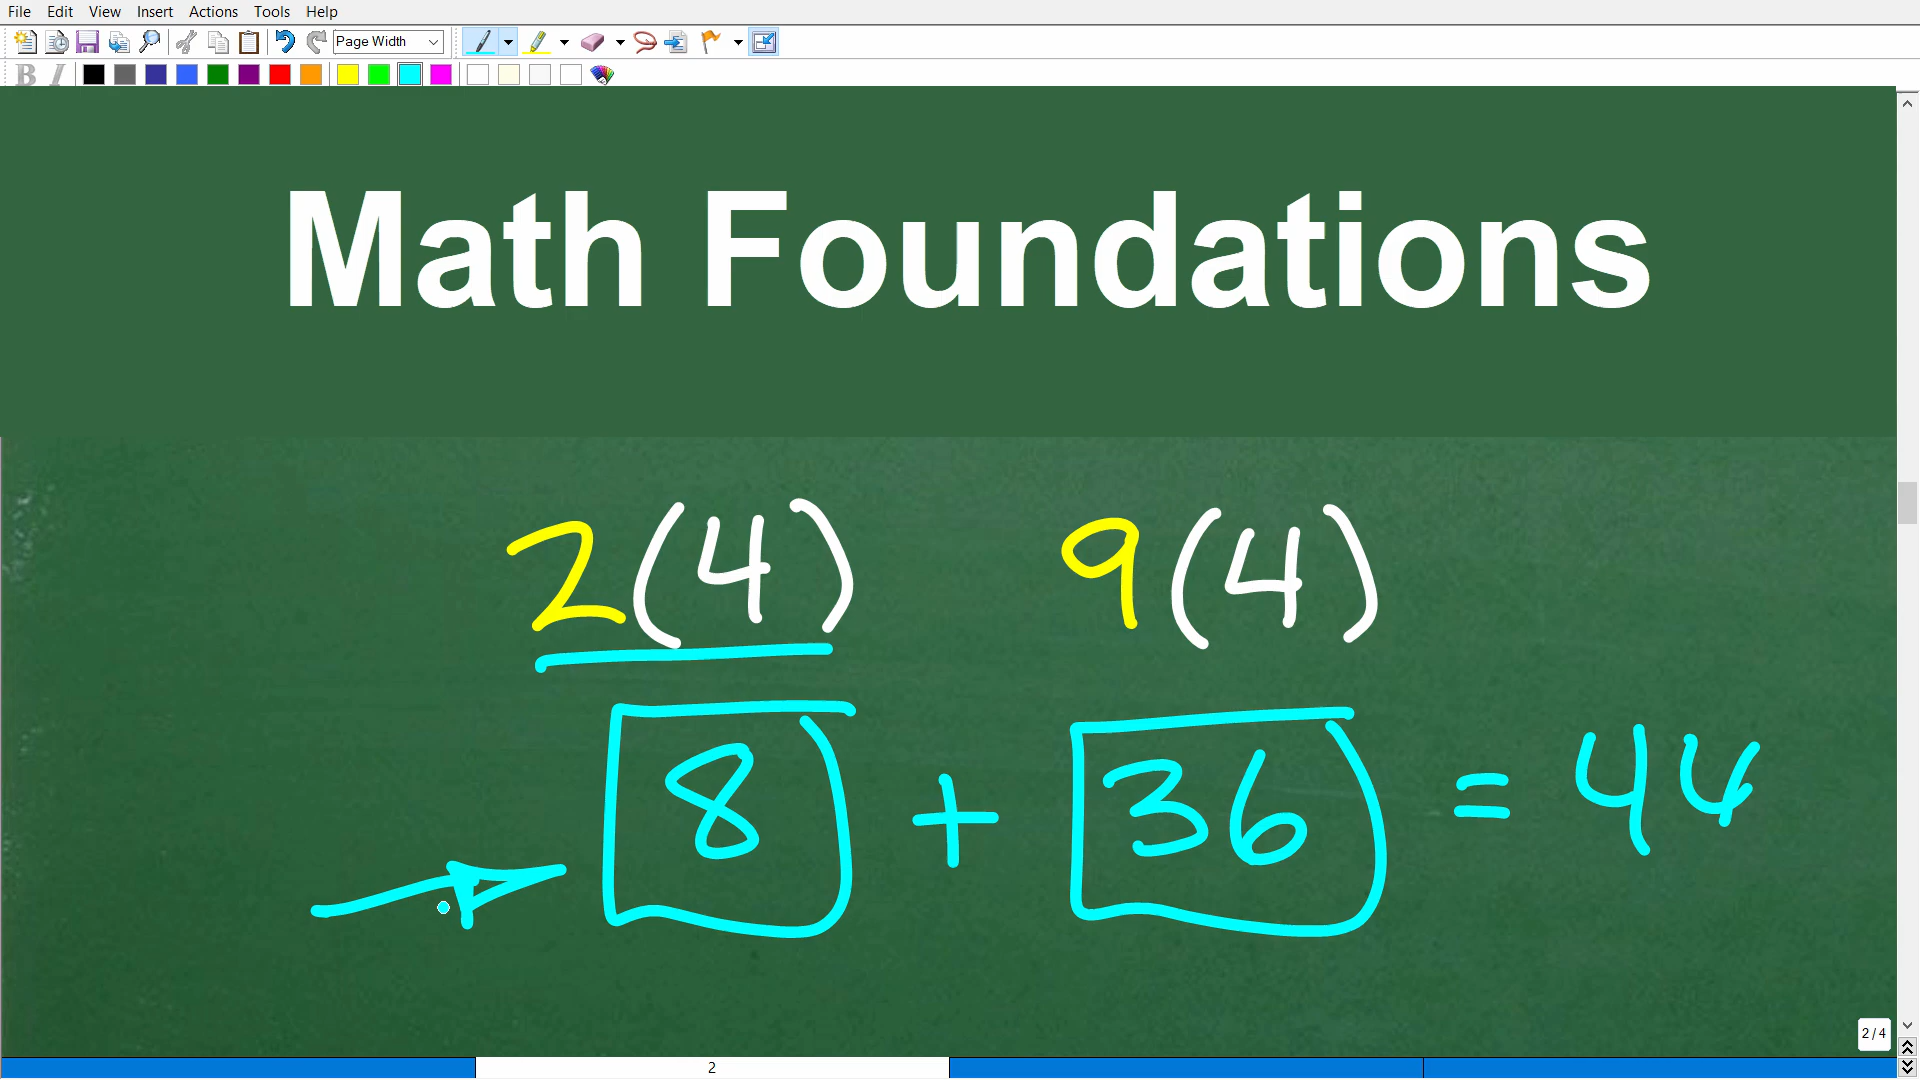 File Edit View Insert Actions Tools Help
Page Width
B I
Math Foundations
2(4) 9(4)
8 + 36 = 44
2 / 4
2